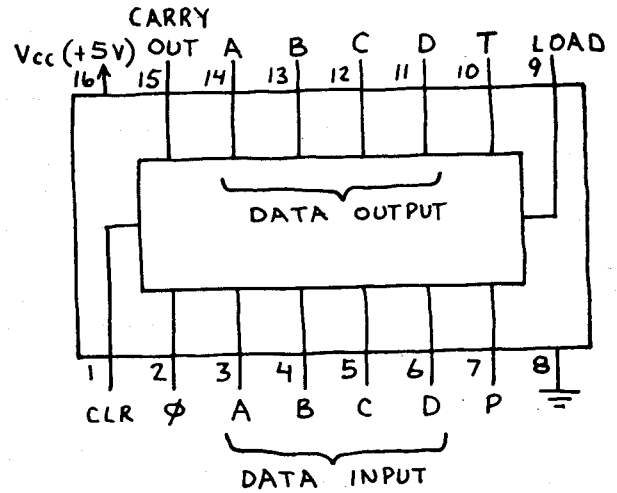 CARRY
Vcc (+5V) OUT A B C D T LOAD
16 15 14 13 12 11 10 9
DATA OUTPUT
1 2 3 4 5 6 7 8
CLR ϕ A B C D P
DATA INPUT